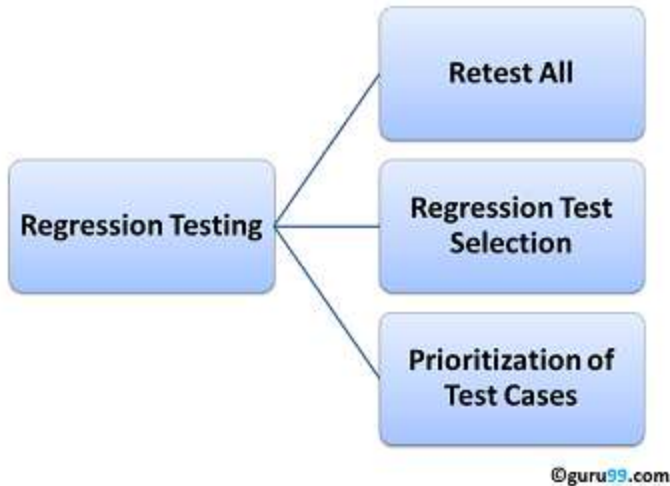 Retest All
Regression Testing
Regression Test
Selection
Prioritization of
Test Cases
©guru99.com